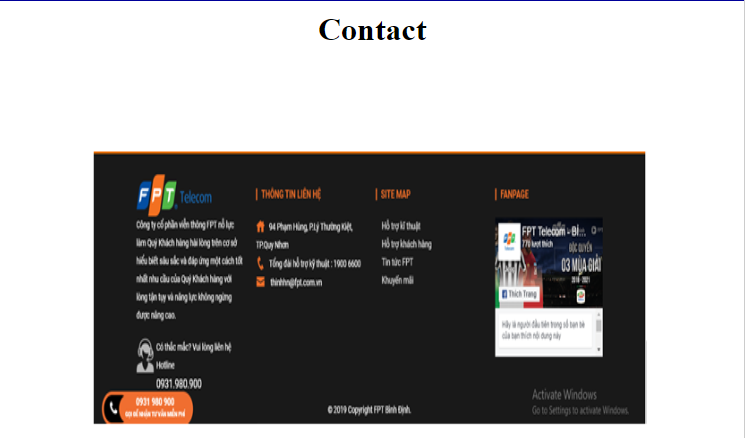 Contact
FPT Telecom
Công ty cổ phần viễn thông FPT nỗ lực
làm Quý Khách hàng hài lòng trên cơ sở
hiểu biết sâu sắc và đáp ứng một cách tốt
nhất nhu cầu của Quý Khách hàng với
lòng tận tụy và năng lực không ngừng
được nâng cao.
Có thắc mắc? Vui lòng liên hệ
Hotline
0931.980.900
0931 980 900
GỌI ĐỂ NHẬN TƯ VẤN MIỄN PHÍ
THÔNG TIN LIÊN HỆ
94 Phạm Hùng, P.Lý Thường Kiệt,
TP.Quy Nhơn
Tổng đài hỗ trợ kỹ thuật : 1900 6600
thinhhn@fpt.com.vn
SITE MAP
Hỗ trợ kĩ thuật
Hỗ trợ khách hàng
Tin tức FPT
Khuyến mãi
FANPAGE
FPT Telecom - Bì...
770 lượt thích
ĐỘC QUYỀN
03 MÙA GIẢI
2018 - 2021
Thích Trang
Hãy là người đầu tiên trong số bạn bè
của bạn thích nội dung này
© 2019 Copyright FPT Bình Định.
Activate Windows
Go to Settings to activate Windows.